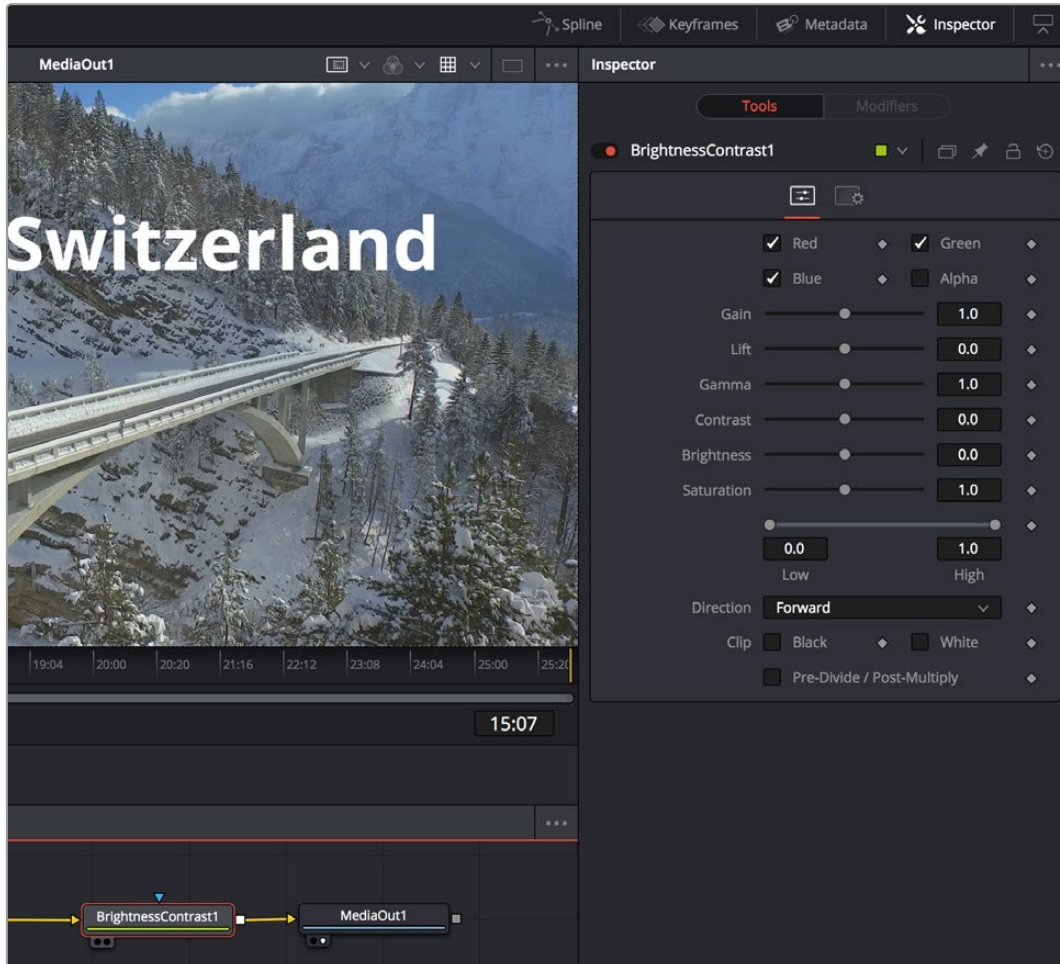 Spline Keyframes Metadata Inspector
MediaOut1
Inspector
Tools Modifiers
BrightnessContrast1
Switzerland
Red Green
Blue Alpha
Gain 1.0
Lift 0.0
Gamma 1.0
Contrast 0.0
Brightness 0.0
Saturation 1.0
0.0 1.0
Low High
Direction Forward
Clip Black White
Pre-Divide / Post-Multiply
19:04 20:00 20:20 21:16 22:12 23:08 24:04 25:00 25:20
15:07
BrightnessContrast1 MediaOut1